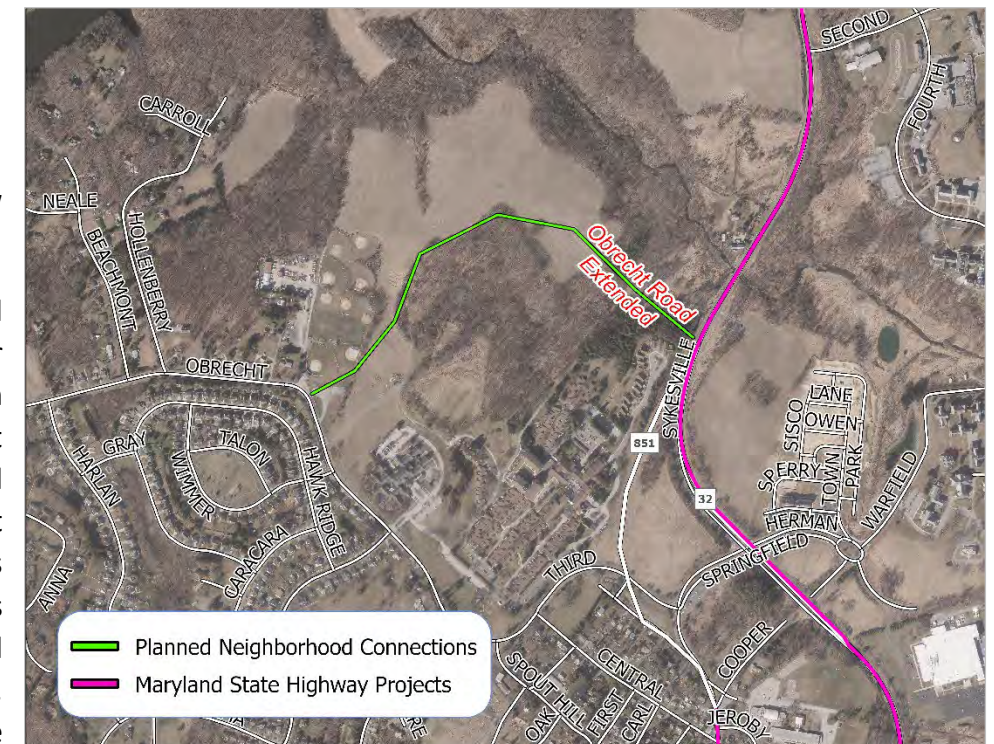 SECOND
FOURTH
CARROLL
NEALE
HOLLENBERRY
BEACHMONT
Obrecht Road
Extended
OBRECHT
SYKESVILLE
LANE
SISCO
OWEN
GRAY
TALON
851
HARLAN
WIMMER
HAWK RIDGE
SPERRY
TOWN
PARK
WARFIELD
32
HERMAN
SPRINGFIELD
CARACARA
THIRD
ANNA
COOPER
CENTRAL
SPOUT HILL
OAK
FIRST
CARL
JEROBY
Planned Neighborhood Connections
Maryland State Highway Projects